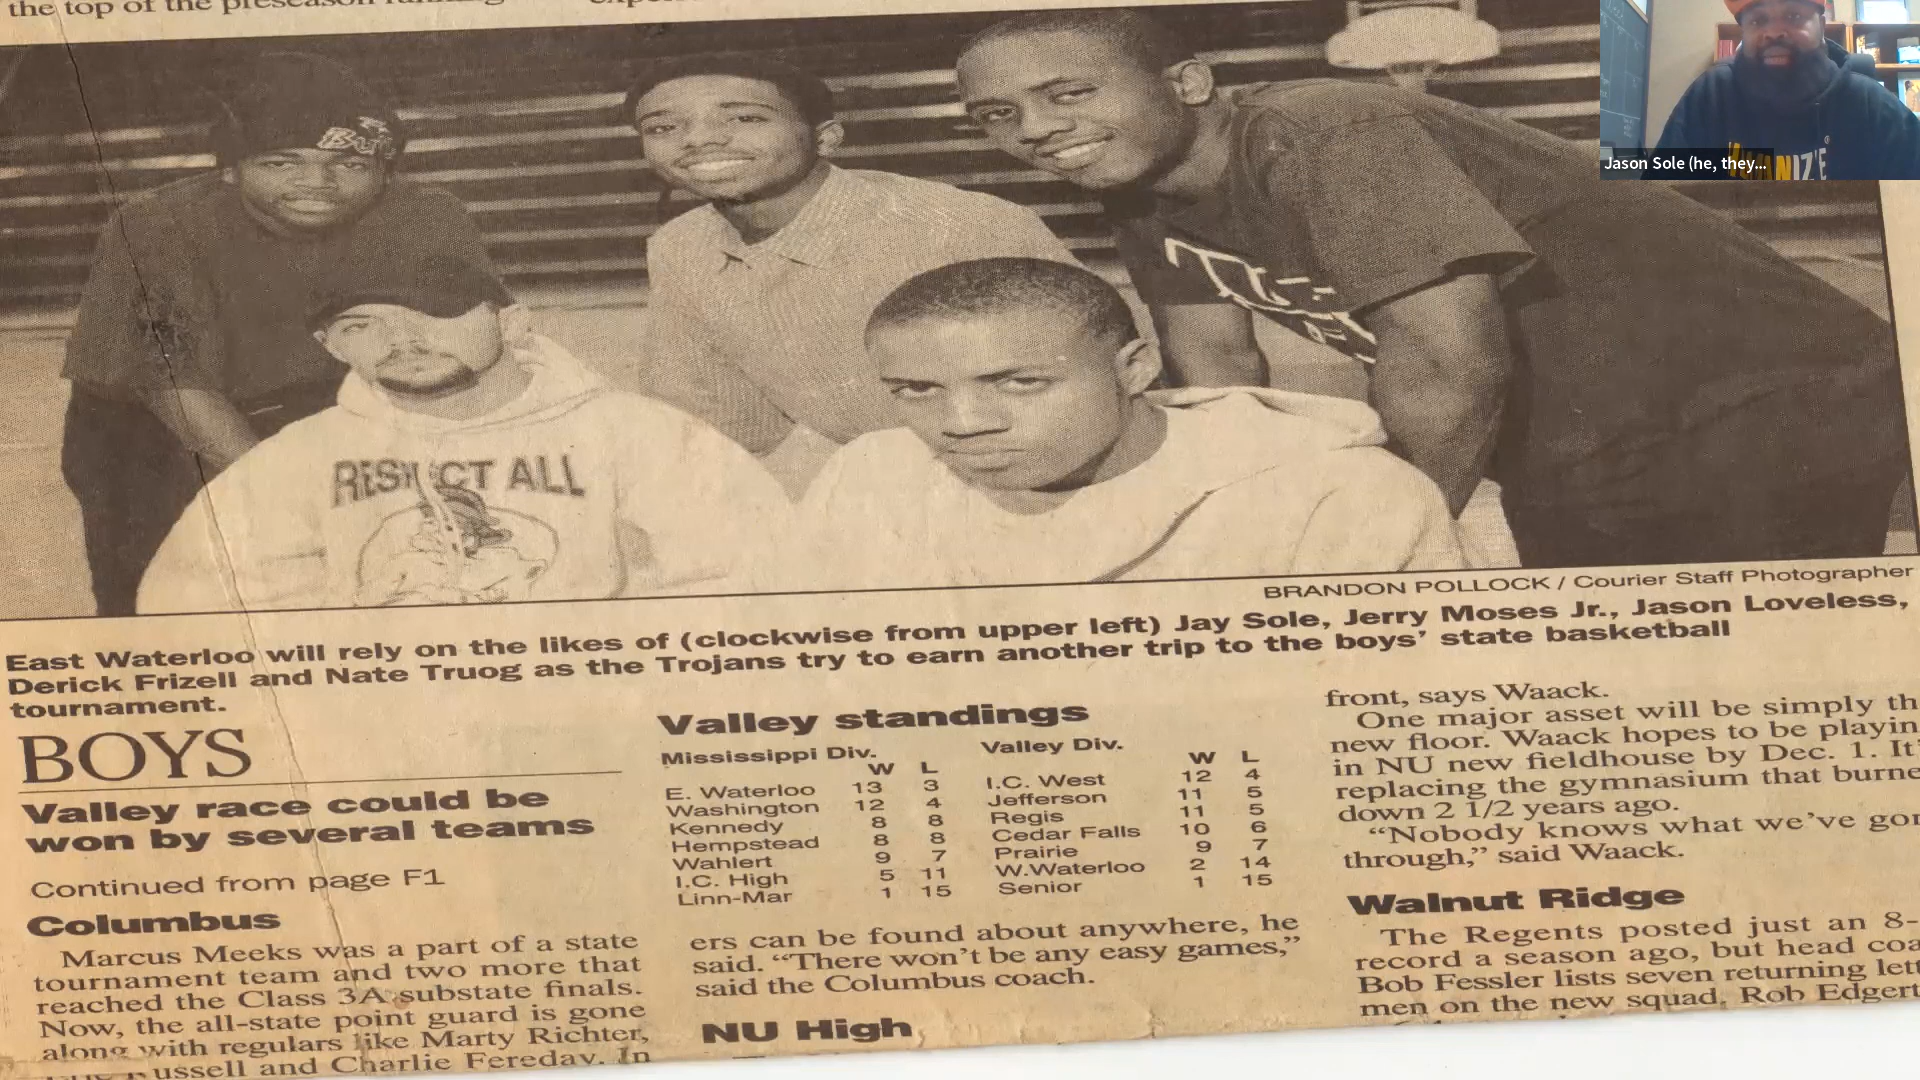 the top of the preseason
Jason Sole (he, they...
RESPECT ALL
BRANDON POLLOCK / Courier Staff Photographer
East Waterloo will rely on the likes of (clockwise from upper left) Jay Sole, Jerry Moses Jr., Jason Loveless,
Derick Frizell and Nate Truog as the Trojans try to earn another trip to the boys' state basketball
tournament.
BOYS
Valley race could be
won by several teams
Continued from page F1
Columbus
Marcus Meeks was a part of a state
tournament team and two more that
reached the Class 3A substate finals.
Now, the all-state point guard is gone
along with regulars like Marty Richter,
Russell and Charlie Fereday. In
Valley standings
Mississippi Div.
W L
E. Waterloo 13 3
Washington 12 4
Kennedy 8 8
Hempstead 8 8
Wahlert 9 7
I.C. High 5 11
Linn-Mar 1 15
Valley Div.
W L
I.C. West 12 4
Jefferson 11 5
Regis 11 5
Cedar Falls 10 6
Prairie 9 7
W.Waterloo 2 14
Senior 1 15
ers can be found about anywhere, he
said. "There won't be any easy games,"
said the Columbus coach.
NU High
front, says Waack.
One major asset will be simply th
new floor. Waack hopes to be playin
in NU new fieldhouse by Dec. 1. It'
replacing the gymnasium that burne
down 2 1/2 years ago.
"Nobody knows what we've gon
through," said Waack.
Walnut Ridge
The Regents posted just an 8-
record a season ago, but head coa
Bob Fessler lists seven returning lett
men on the new squad. Rob Edgert